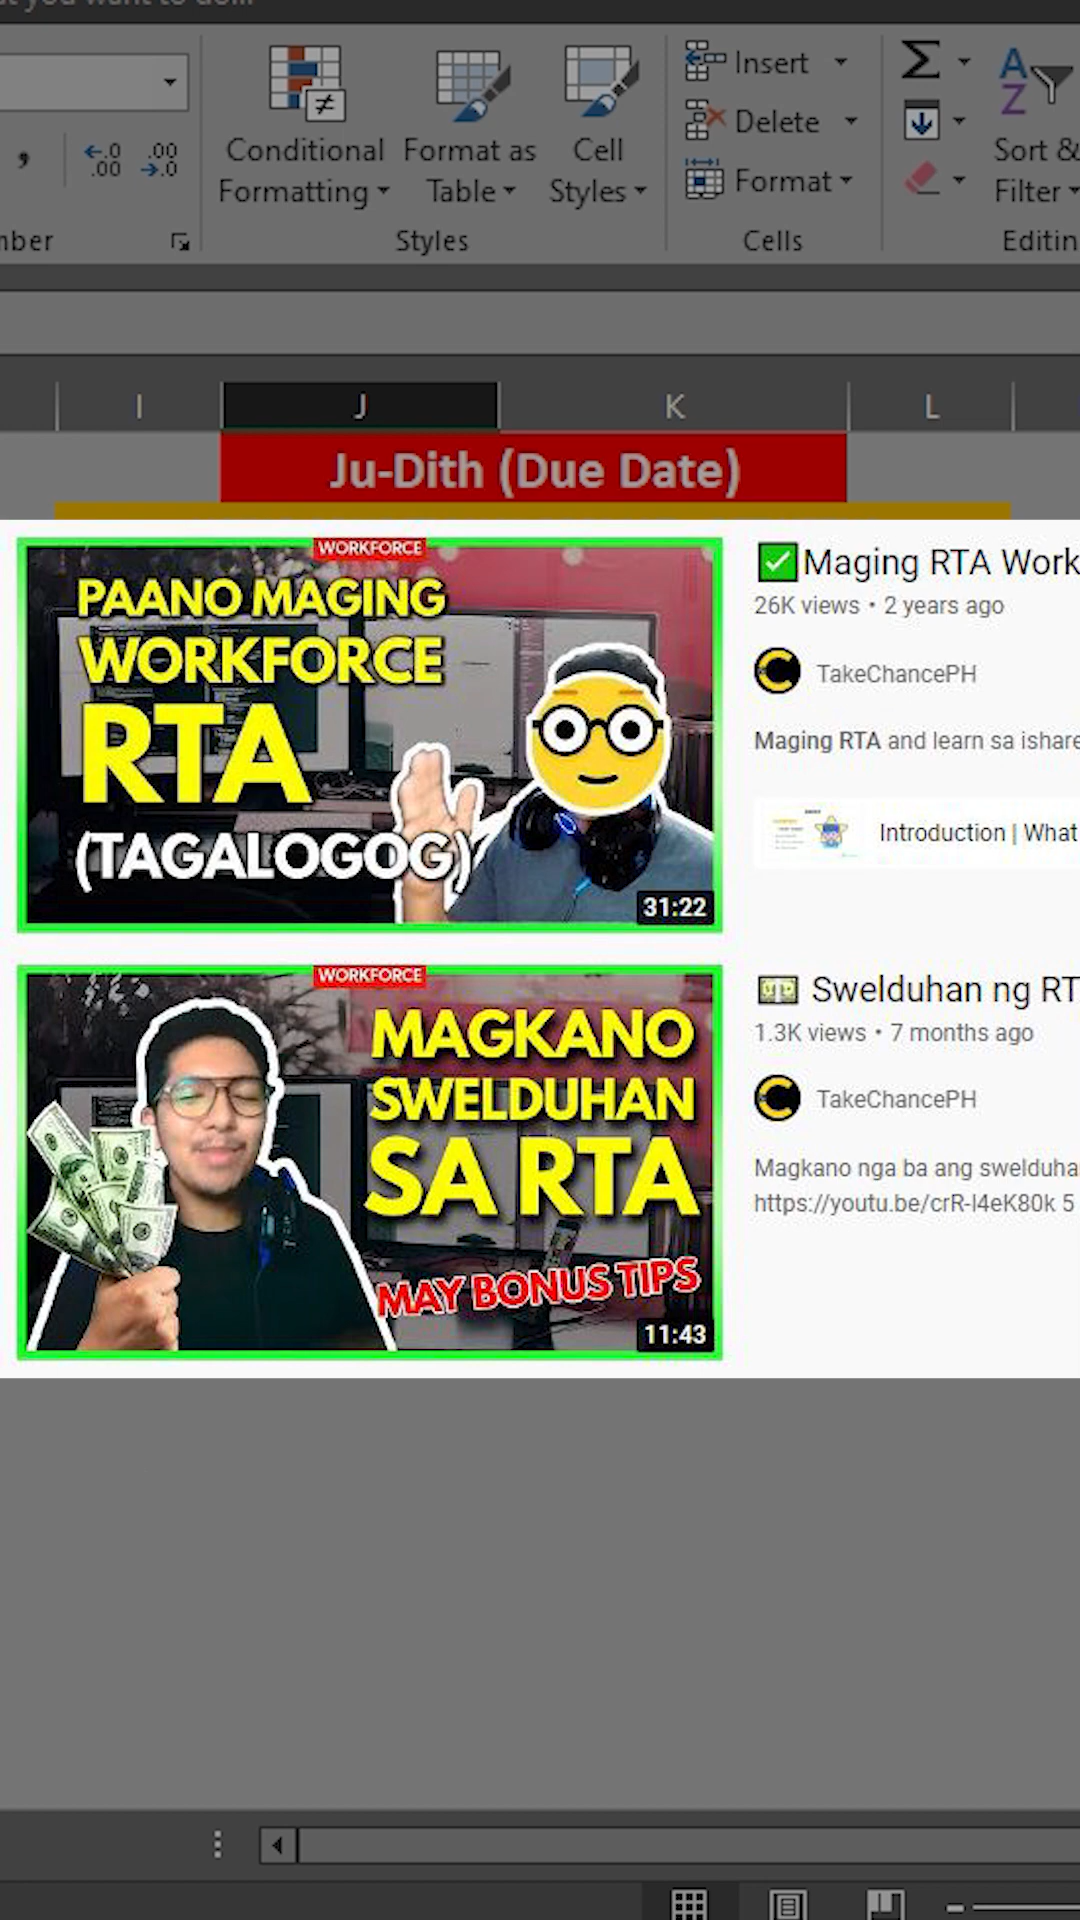 Insert
Delete
Format
Conditional
Formatting
Format as
Table
Cell
Styles
Sort &
Filter
Styles
Cells
I
J
K
L
Ju-Dith (Due Date)
WORKFORCE
PAANO MAGING
WORKFORCE
RTA
(TAGALOGOG)
31:22
✅Maging RTA Work
26K views • 2 years ago
TakeChancePH
Maging RTA and learn sa ishare
Introduction | What
WORKFORCE
MAGKANO
SWELDUHAN
SA RTA
MAY BONUS TIPS
11:43
💵 Swelduhan ng RT
1.3K views • 7 months ago
TakeChancePH
Magkano nga ba ang swelduha
https://youtu.be/crR-I4eK80k 5